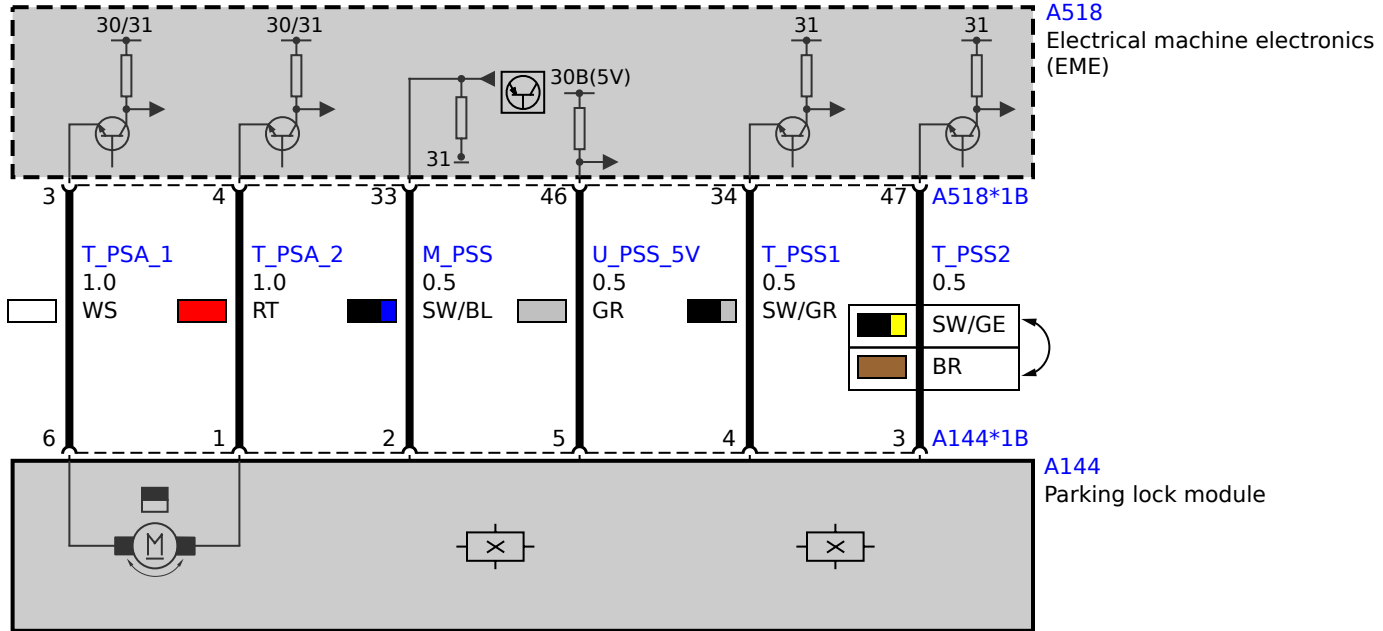 30/31 30/31 31 31
A518
Electrical machine electronics
(EME)
30B(5V)
31
3 4 33 46 34 47 A518*1B
T_PSA_1 T_PSA_2 M_PSS U_PSS_5V T_PSS1 T_PSS2
1.0 1.0 0.5 0.5 0.5 0.5
WS RT SW/BL GR SW/GR SW/GE
BR
6 1 2 5 4 3 A144*1B
A144
Parking lock module
M